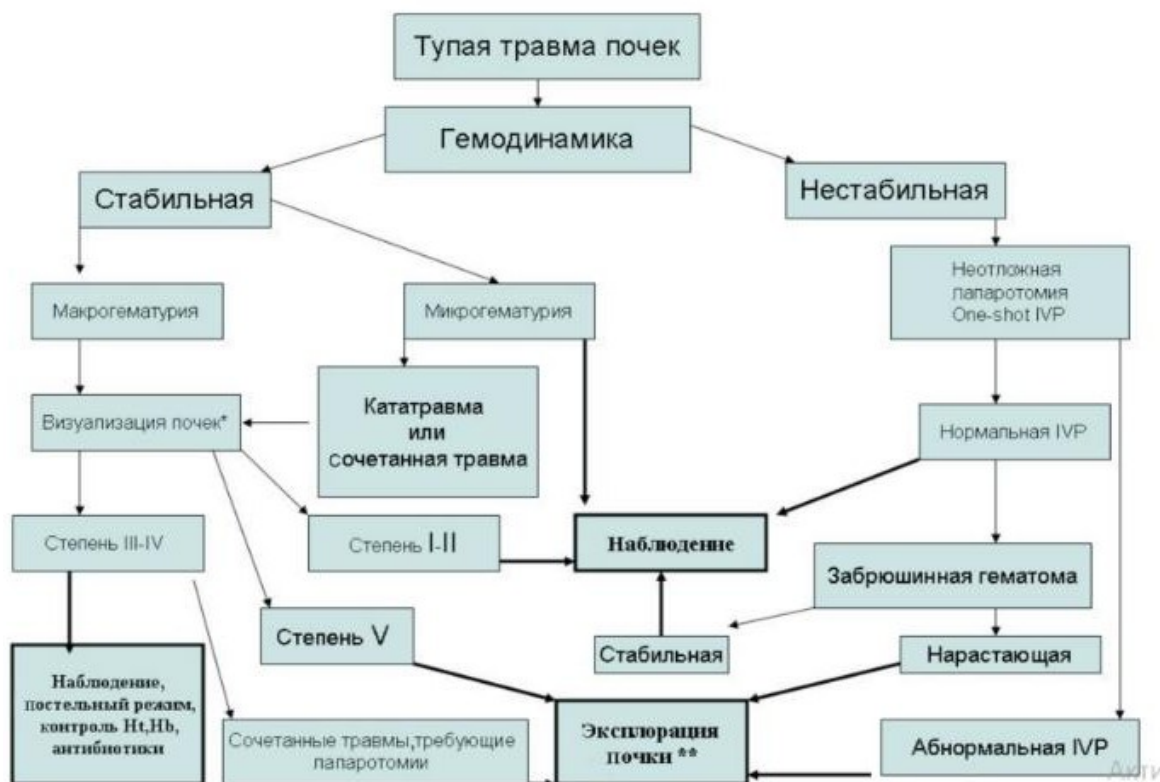 Тупая травма почек
Гемодинамика
Стабильная
Нестабильная
Макрогематурия
Микрогематурия
Неотложная
лапаротомия
One-shot IVP
Визуализация почек*
Кататравма
или
сочетанная травма
Нормальная IVP
Степень III-IV
Степень I-II
Наблюдение
Забрюшинная гематома
Степень V
Стабильная
Нарастающая
Наблюдение,
постельный режим,
контроль Ht,Hb,
антибиотики
Сочетанные травмы,требующие
лапаротомии
Эксплорация
почки **
Абнормальная IVP
Акти